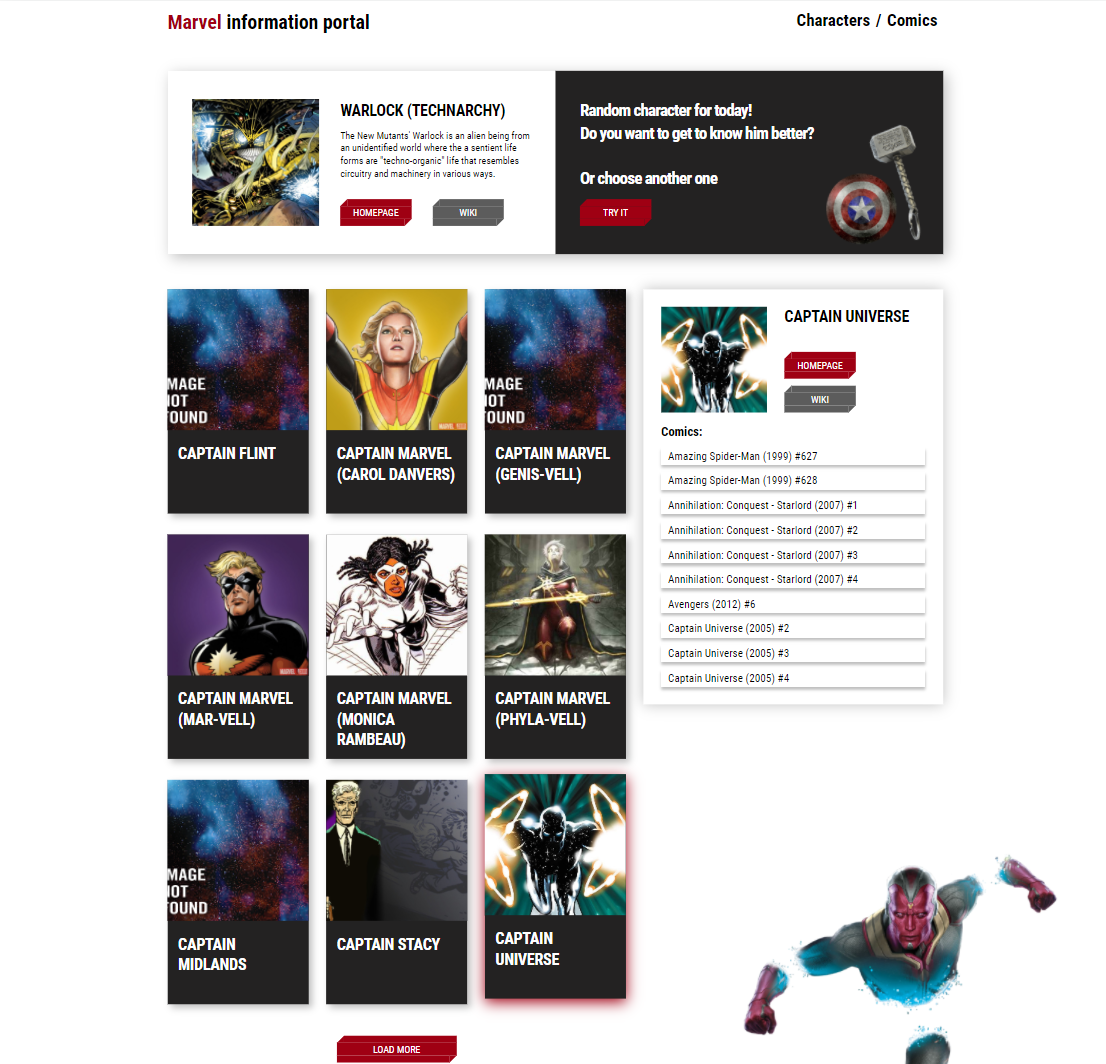 Marvel information portal
Characters / Comics
WARLOCK (TECHNARCHY)
The New Mutants' Warlock is an alien being from
an unidentified world where the a sentient life
forms are "techno-organic" life that resembles
circuitry and machinery in various ways.
HOMEPAGE
WIKI
Random character for today!
Do you want to get to know him better?
Or choose another one
TRY IT
MAGE
NOT
OUND
CAPTAIN FLINT
CAPTAIN MARVEL
(CAROL DANVERS)
MAGE
NOT
OUND
CAPTAIN MARVEL
(GENIS-VELL)
CAPTAIN MARVEL
(MAR-VELL)
CAPTAIN MARVEL
(MONICA
RAMBEAU)
CAPTAIN MARVEL
(PHYLA-VELL)
MAGE
NOT
OUND
CAPTAIN
MIDLANDS
CAPTAIN STACY
CAPTAIN
UNIVERSE
LOAD MORE
CAPTAIN UNIVERSE
HOMEPAGE
WIKI
Comics:
Amazing Spider-Man (1999) #627
Amazing Spider-Man (1999) #628
Annihilation: Conquest - Starlord (2007) #1
Annihilation: Conquest - Starlord (2007) #2
Annihilation: Conquest - Starlord (2007) #3
Annihilation: Conquest - Starlord (2007) #4
Avengers (2012) #6
Captain Universe (2005) #2
Captain Universe (2005) #3
Captain Universe (2005) #4